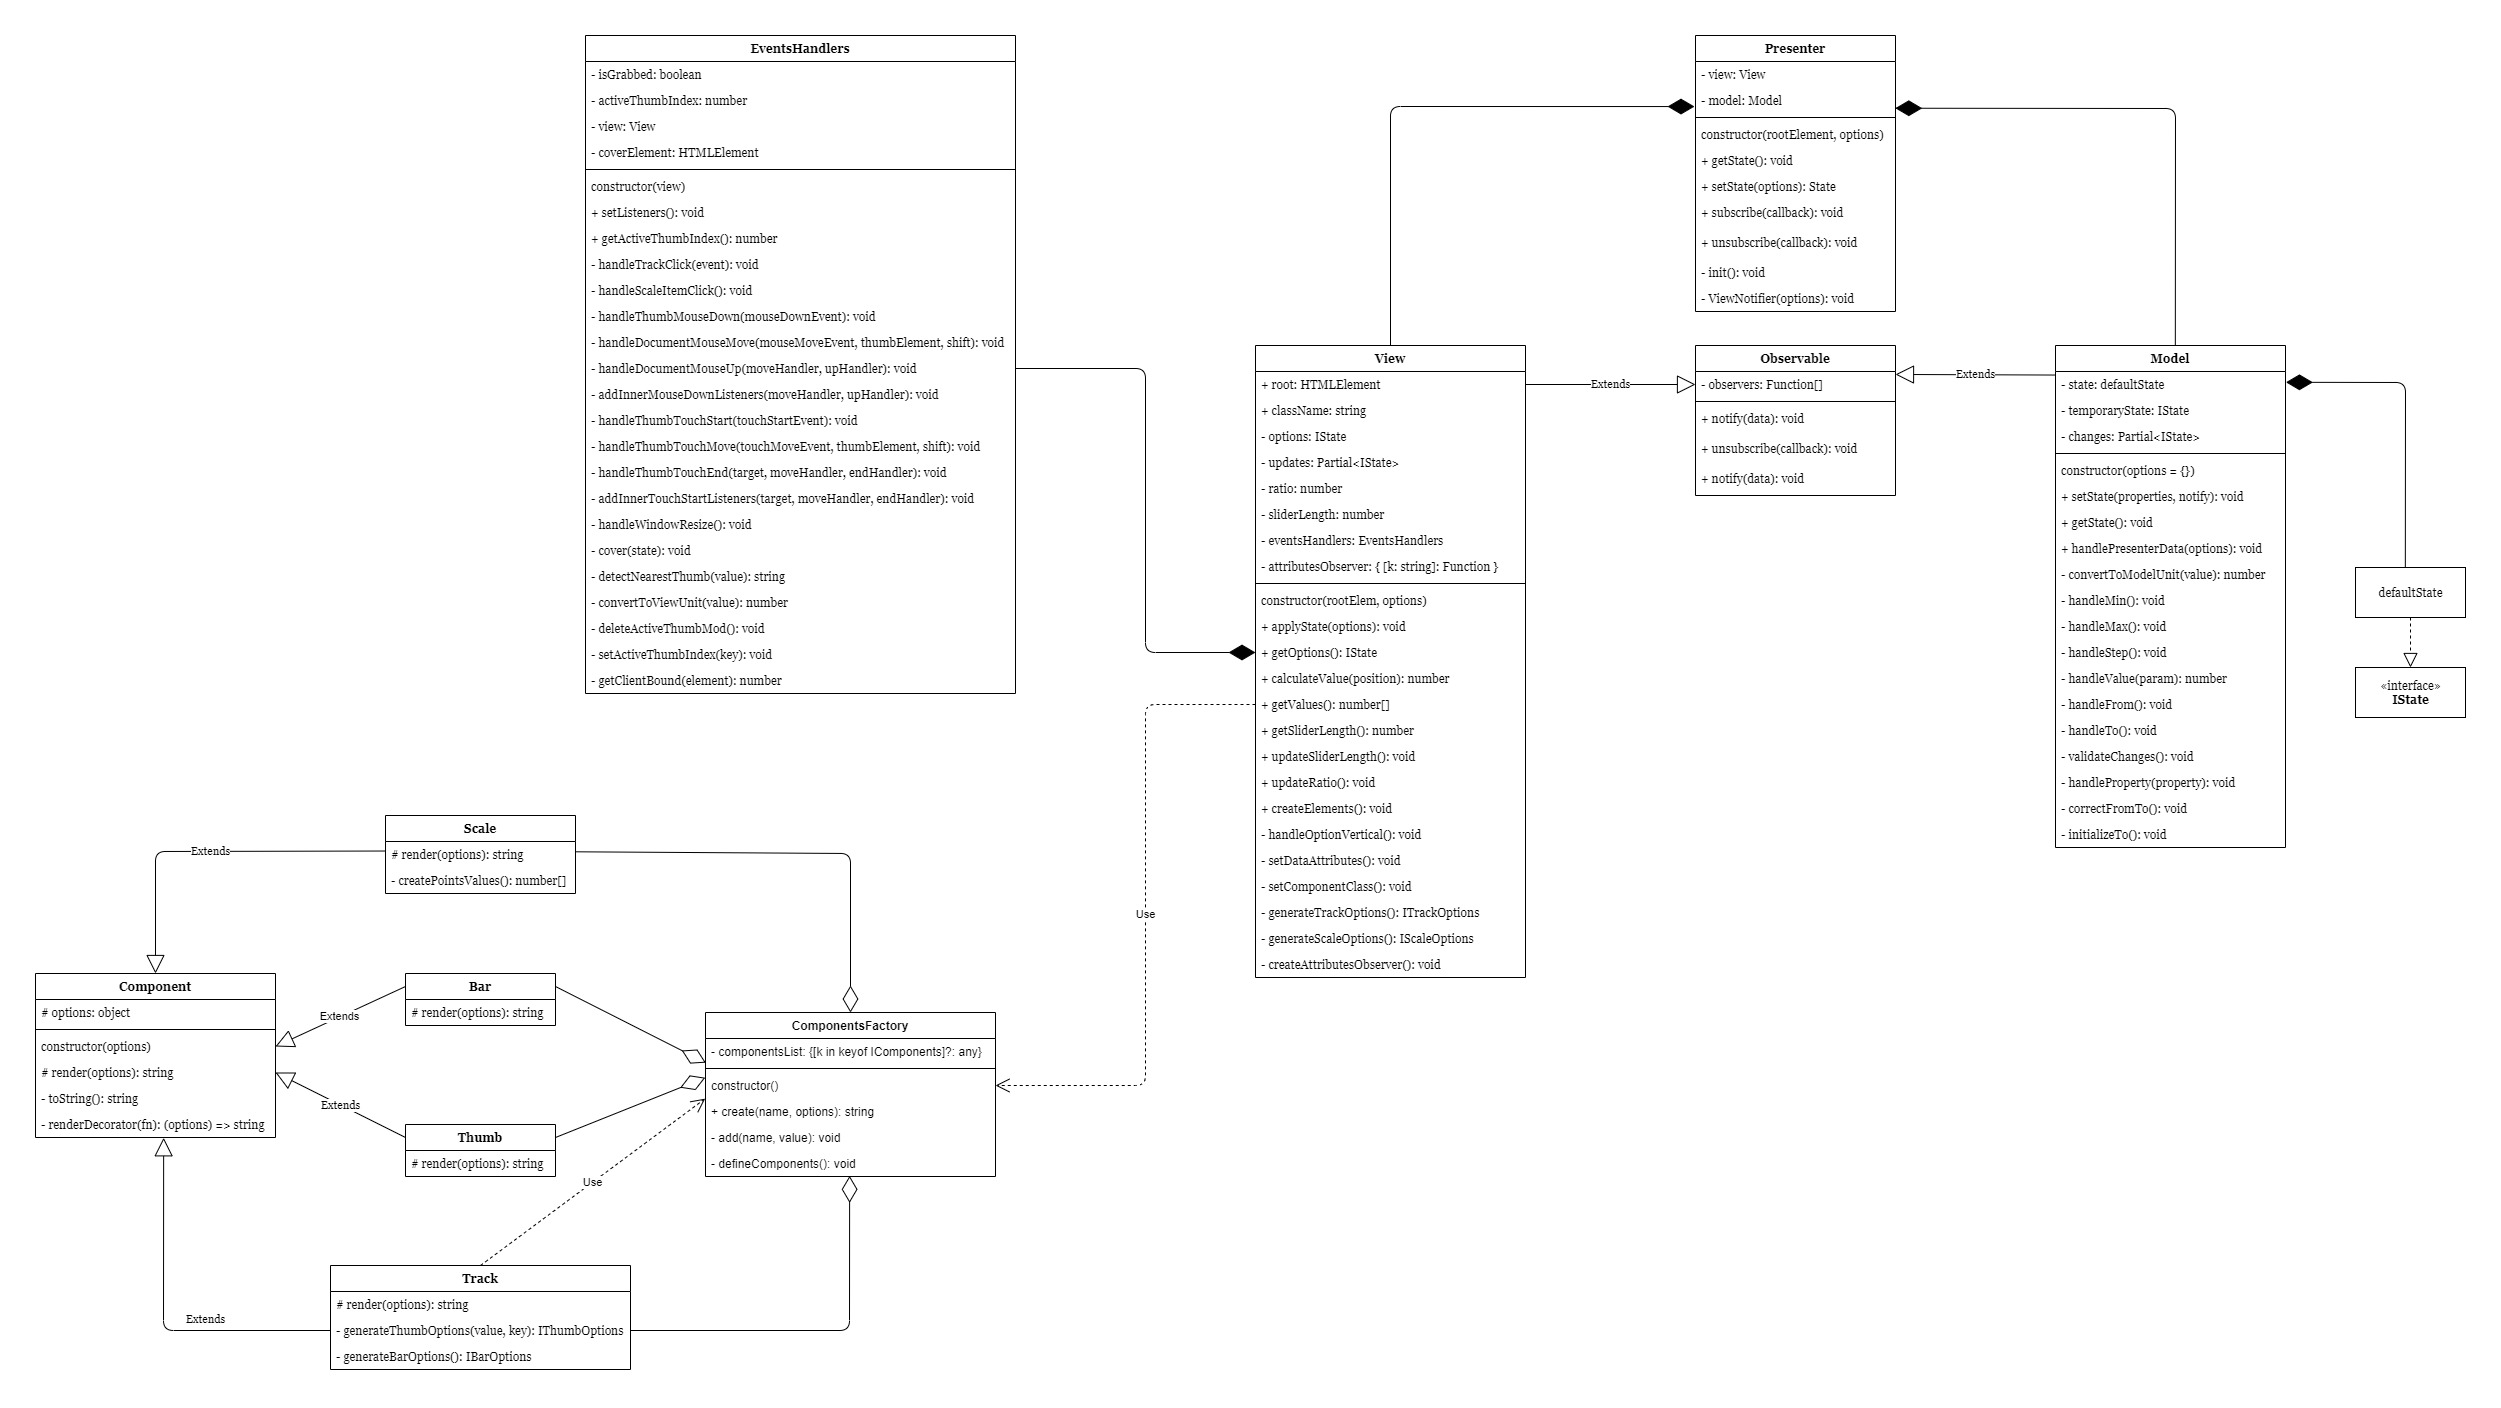 EventsHandlers
- isGrabbed: boolean
- activeThumbIndex: number
- view: View
- coverElement: HTMLElement
constructor(view)
+ setListeners(): void
+ getActiveThumbIndex(): number
- handleTrackClick(event): void
- handleScaleItemClick(): void
- handleThumbMouseDown(mouseDownEvent): void
- handleDocumentMouseMove(mouseMoveEvent, thumbElement, shift): void
- handleDocumentMouseUp(moveHandler, upHandler): void
- addInnerMouseDownListeners(moveHandler, upHandler): void
- handleThumbTouchStart(touchStartEvent): void
- handleThumbTouchMove(touchMoveEvent, thumbElement, shift): void
- handleThumbTouchEnd(target, moveHandler, endHandler): void
- addInnerTouchStartListeners(target, moveHandler, endHandler): void
- handleWindowResize(): void
- cover(state): void
- detectNearestThumb(value): string
- convertToViewUnit(value): number
- deleteActiveThumbMod(): void
- setActiveThumbIndex(key): void
- getClientBound(element): number
Presenter
- view: View
- model: Model
constructor(rootElement, options)
+ getState(): void
+ setState(options): State
+ subscribe(callback): void
+ unsubscribe(callback): void
- init(): void
- ViewNotifier(options): void
View
+ root: HTMLElement
+ className: string
- options: IState
- updates: Partial<IState>
- ratio: number
- sliderLength: number
- eventsHandlers: EventsHandlers
- attributesObserver: { [k: string]: Function }
constructor(rootElem, options)
+ applyState(options): void
+ getOptions(): IState
+ calculateValue(position): number
+ getValues(): number[]
+ getSliderLength(): number
+ updateSliderLength(): void
+ updateRatio(): void
+ createElements(): void
- handleOptionVertical(): void
- setDataAttributes(): void
- setComponentClass(): void
- generateTrackOptions(): ITrackOptions
- generateScaleOptions(): IScaleOptions
- createAttributesObserver(): void
Extends
Observable
- observers: Function[]
+ notify(data): void
+ unsubscribe(callback): void
+ notify(data): void
Extends
Model
- state: defaultState
- temporaryState: IState
- changes: Partial<IState>
constructor(options = {})
+ setState(properties, notify): void
+ getState(): void
+ handlePresenterData(options): void
- convertToModelUnit(value): number
- handleMin(): void
- handleMax(): void
- handleStep(): void
- handleValue(param): number
- handleFrom(): void
- handleTo(): void
- validateChanges(): void
- handleProperty(property): void
- correctFromTo(): void
- initializeTo(): void
defaultState
«interface»
IState
Use
Scale
# render(options): string
- createPointsValues(): number[]
Extends
Component
# options: object
constructor(options)
# render(options): string
- toString(): string
- renderDecorator(fn): (options) => string
Extends
Bar
# render(options): string
Extends
Thumb
# render(options): string
ComponentsFactory
- componentsList: {[k in keyof IComponents]?: any}
constructor()
+ create(name, options): string
- add(name, value): void
- defineComponents(): void
Use
Extends
Track
# render(options): string
- generateThumbOptions(value, key): IThumbOptions
- generateBarOptions(): IBarOptions